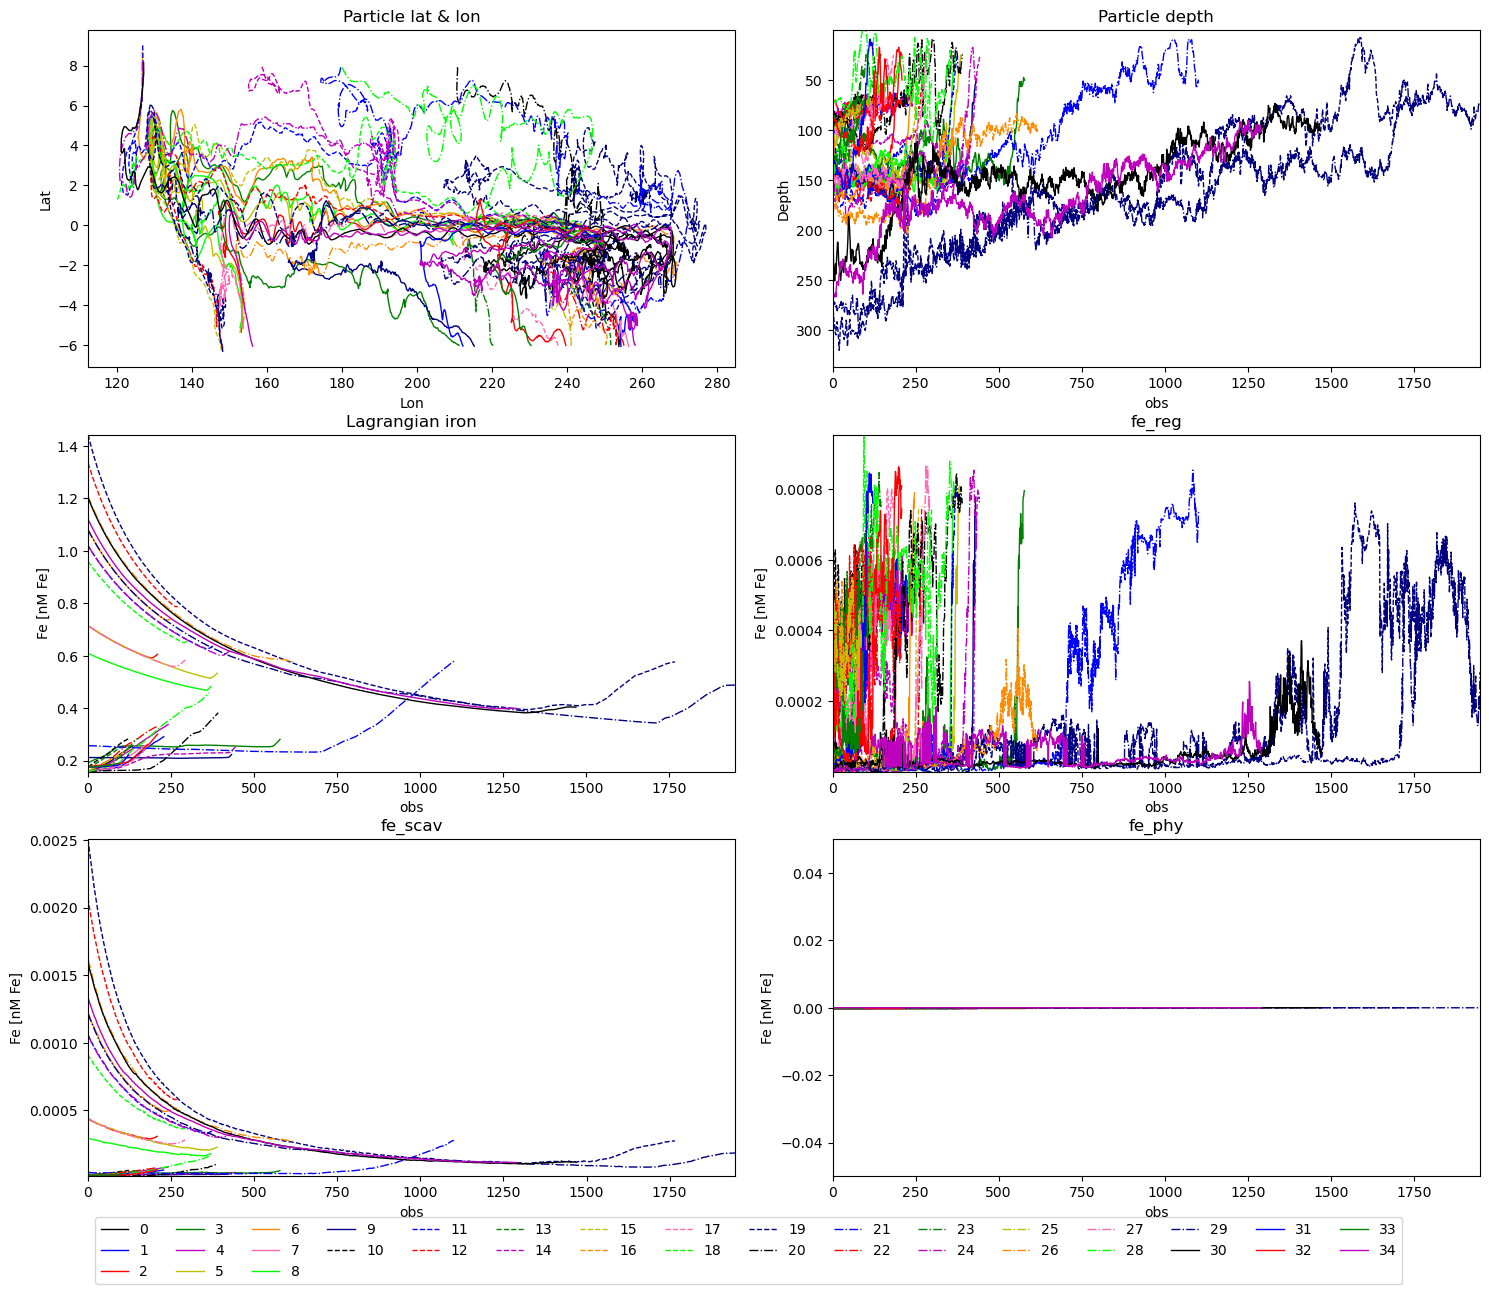 Particle lat & lon
8
6
4
2
0
−2
−4
−6
Lat
120 140 160 180 200 220 240 260 280
Lon
Particle depth
50
100
150
200
250
300
Depth
0 250 500 750 1000 1250 1500 1750
obs
Lagrangian iron
1.4
1.2
1.0
0.8
0.6
0.4
0.2
Fe [nM Fe]
0 250 500 750 1000 1250 1500 1750
obs
fe_reg
0.0008
0.0006
0.0004
0.0002
Fe [nM Fe]
0 250 500 750 1000 1250 1500 1750
obs
fe_scav
0.0025
0.0020
0.0015
0.0010
0.0005
Fe [nM Fe]
0 250 500 750 1000 1250 1500 1750
obs
fe_phy
0.04
0.02
0.00
−0.02
−0.04
Fe [nM Fe]
0 250 500 750 1000 1250 1500 1750
obs
0 3 6 9 11 13 15 17 19 21 23 25 27 29 31 33
1 4 7 10 12 14 16 18 20 22 24 26 28 30 32 34
2 5 8